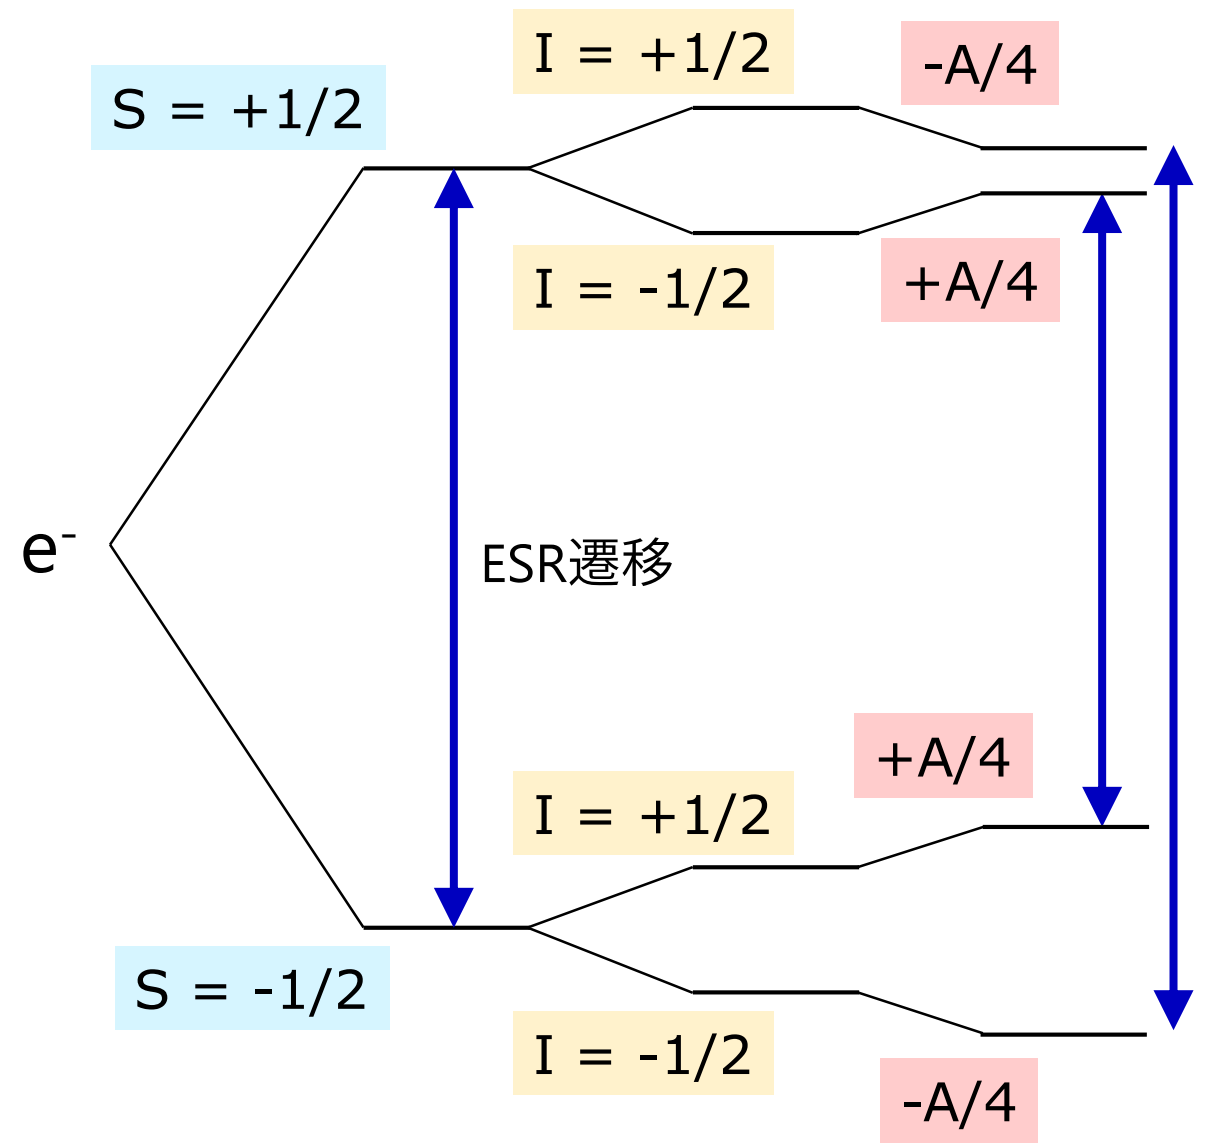 I = +1/2
-A/4
S = +1/2
I = -1/2
+A/4
e-
ESR遷移
+A/4
I = +1/2
S = -1/2
I = -1/2
-A/4